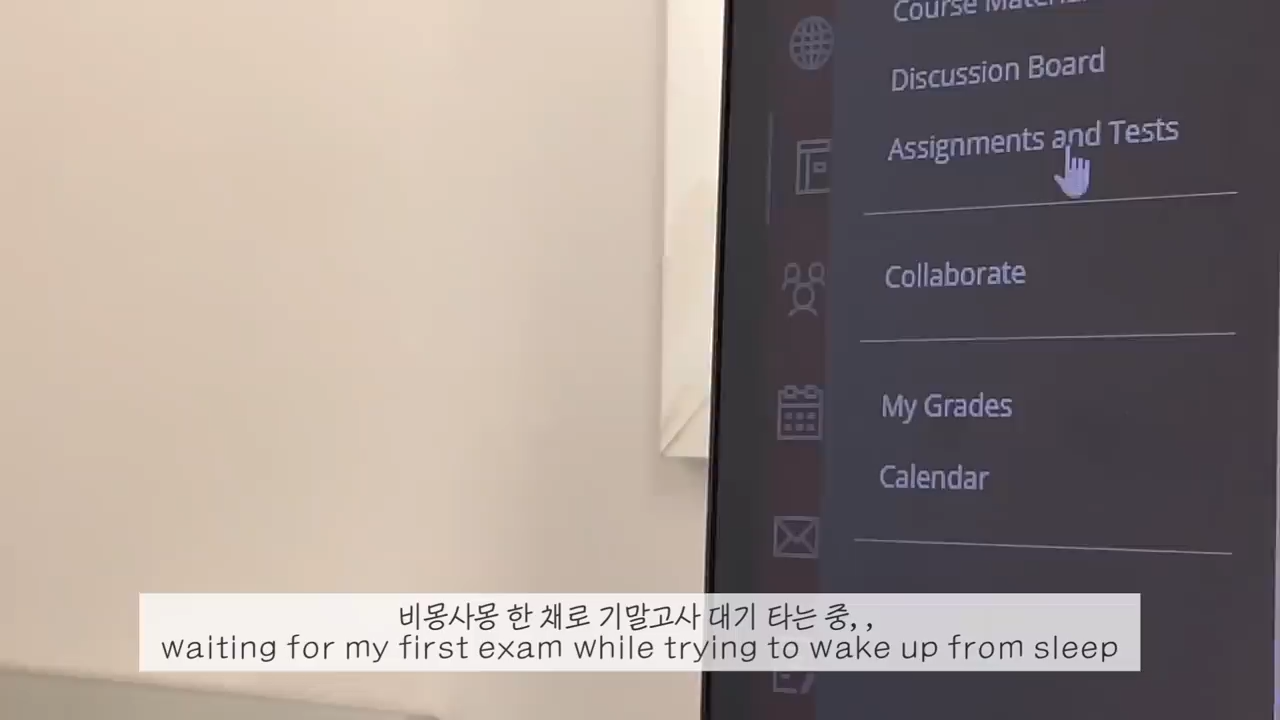 Course
Discussion Board
Assignments and Tests
Collaborate
My Grades
Calendar
비몽사몽 한 채로 기말고사 대기 타는 중, ,
waiting for my first exam while trying to wake up from sleep